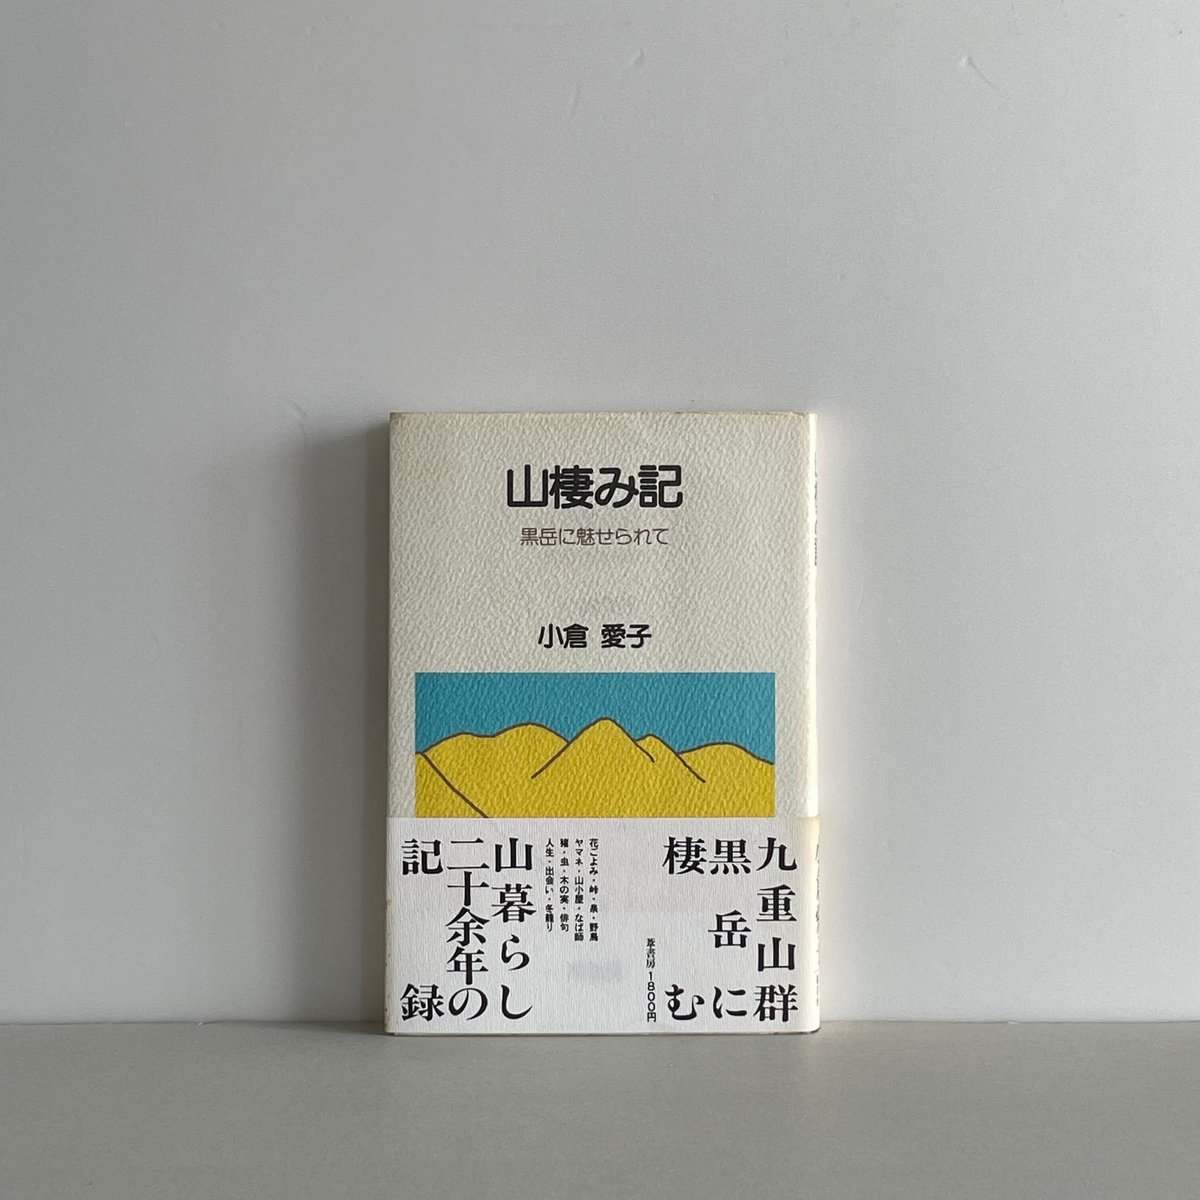 山棲み記
黒岳に魅せられて
小倉 愛子
九重山群
黒岳に
棲む
葦書房 1800円
花ごよみ・峠・泉・野鳥
ヤマネ・山小屋・なば師
猪・虫・木の実・俳句
人生・出会い・冬籠り
山暮らし
二十余年の
記録